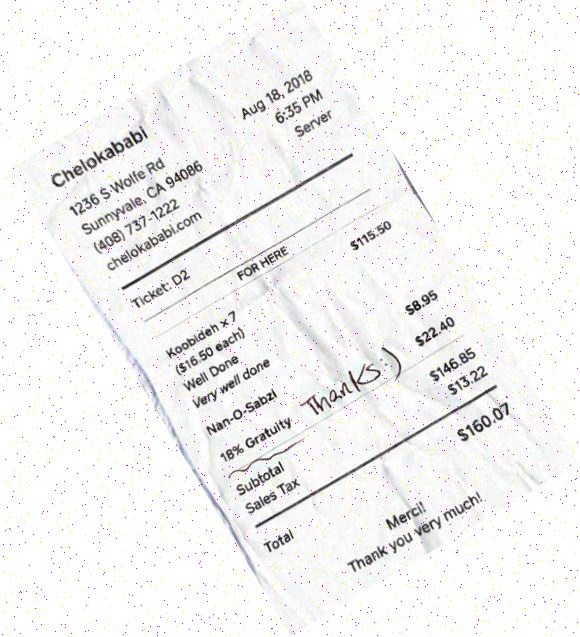 Chelokababi
1236 S Wolfe Rd
Sunnyvale, CA 94086
(408) 737-1222
chelokababi.com
Aug 18, 2018
6:35 PM
Server
Ticket: D2
FOR HERE
Koobideh x 7 $115.50
($16.50 each)
Well Done
Very well done
Nan-O-Sabzi $8.95
18% Gratuity $22.40
Thanks:)
Subtotal $146.85
Sales Tax $13.22
Total $160.07
Merci!
Thank you very much!